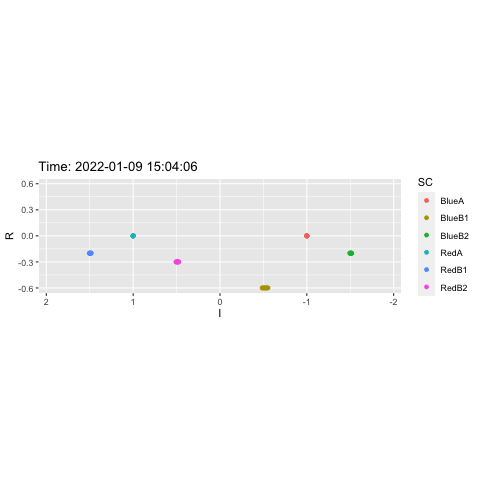 Time: 2022-01-09 15:04:06
SC
BlueA
BlueB1
BlueB2
RedA
RedB1
RedB2
R
0.6
0.3
0.0
-0.3
-0.6
2 1 0 -1 -2
I